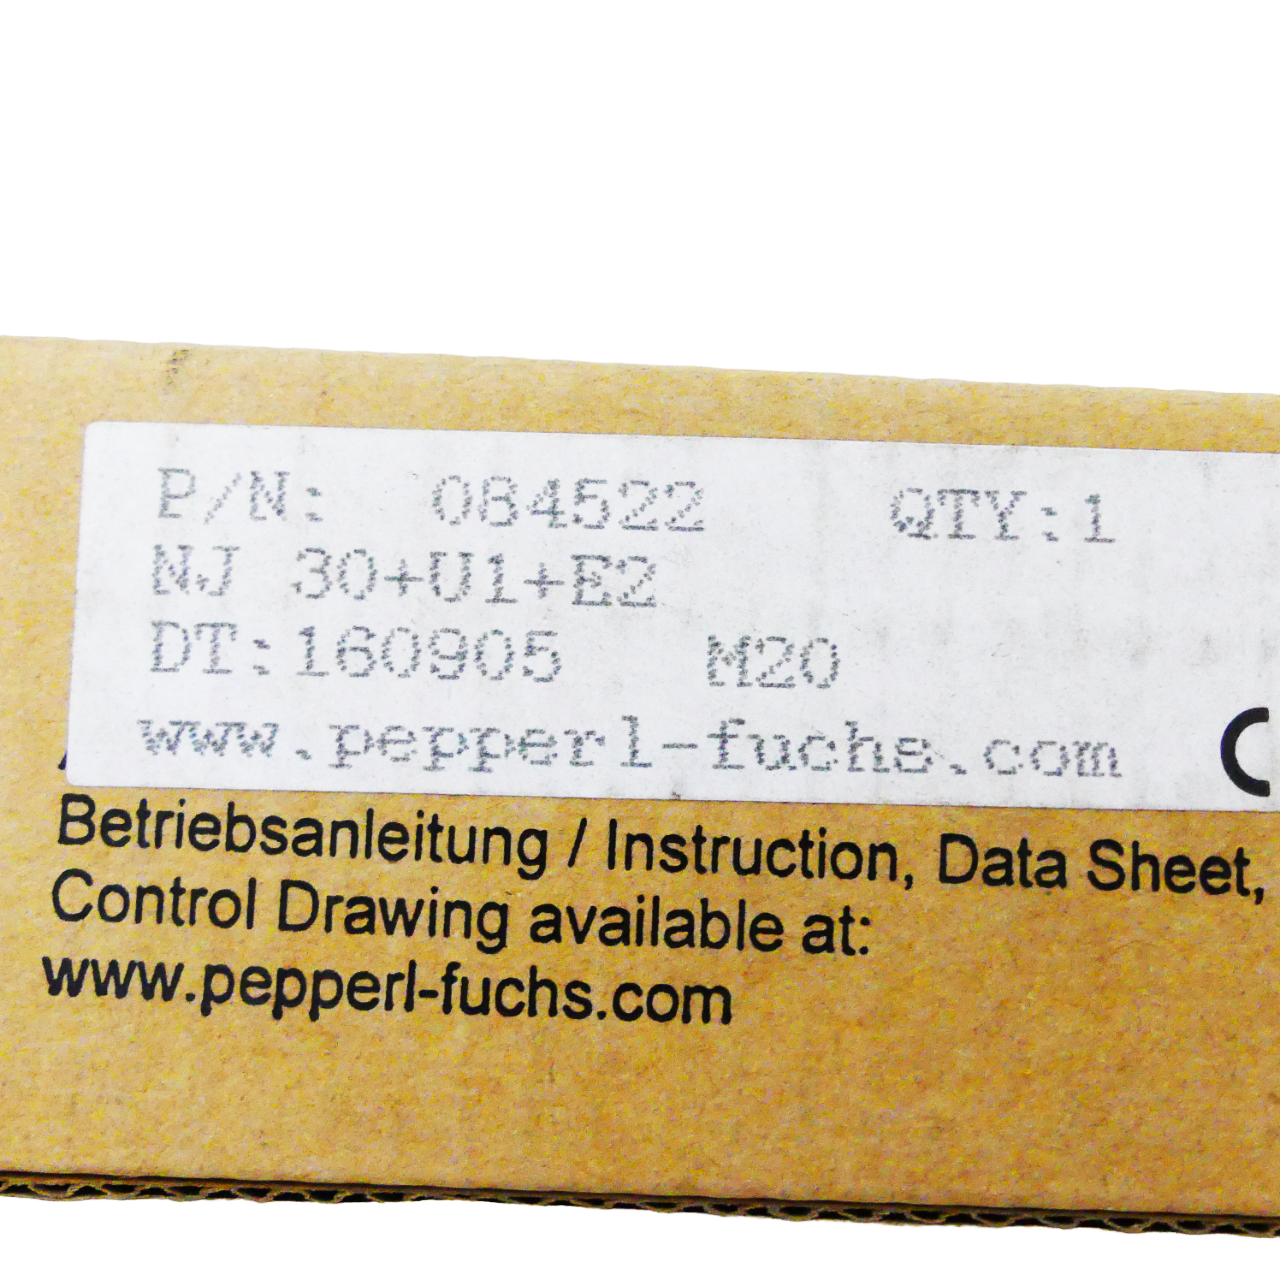 P/N: 084522 QTY:1
NJ 30+U1+E2
DT:160905 M20
www.pepperl-fuchs.com
Betriebsanleitung / Instruction, Data Sheet,
Control Drawing available at:
www.pepperl-fuchs.com